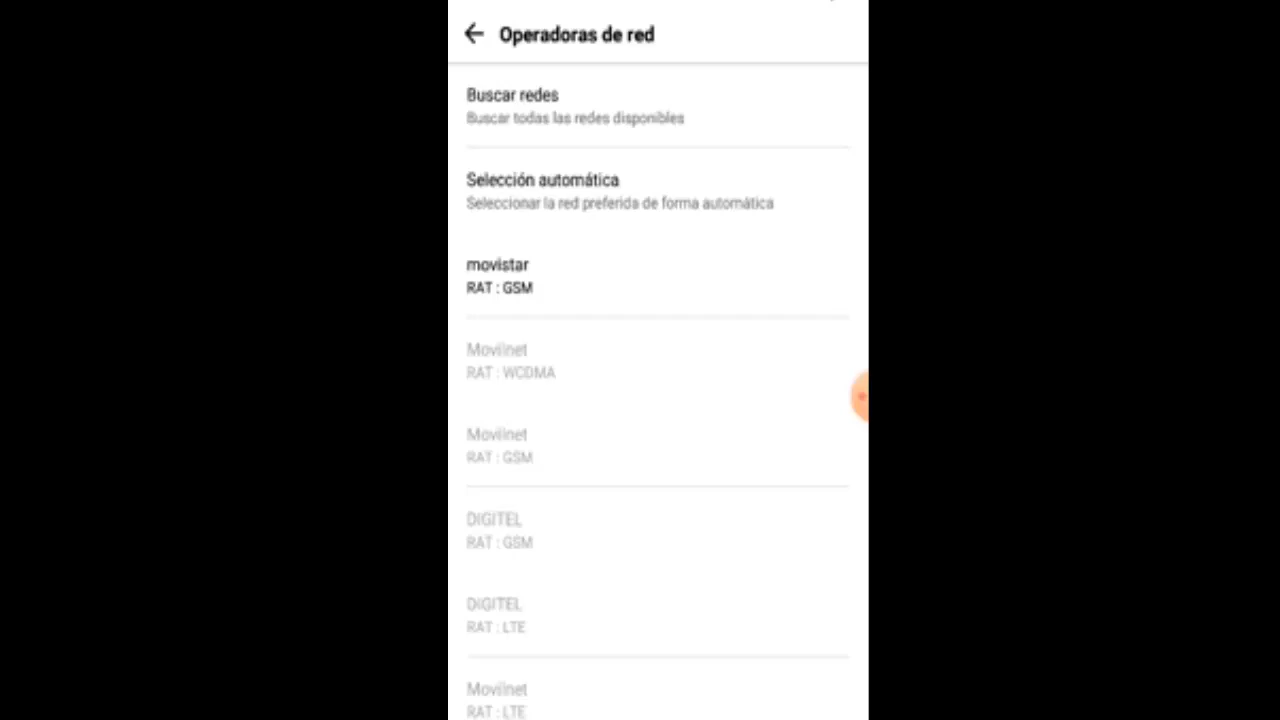 Operadoras de red
Buscar redes
Buscar todas las redes disponibles
Selección automática
Seleccionar la red preferida de forma automática
movistar
RAT : GSM
Movilnet
RAT : WCDMA
Movilnet
RAT : GSM
DIGITEL
RAT : GSM
DIGITEL
RAT : LTE
Movilnet
RAT : LTE